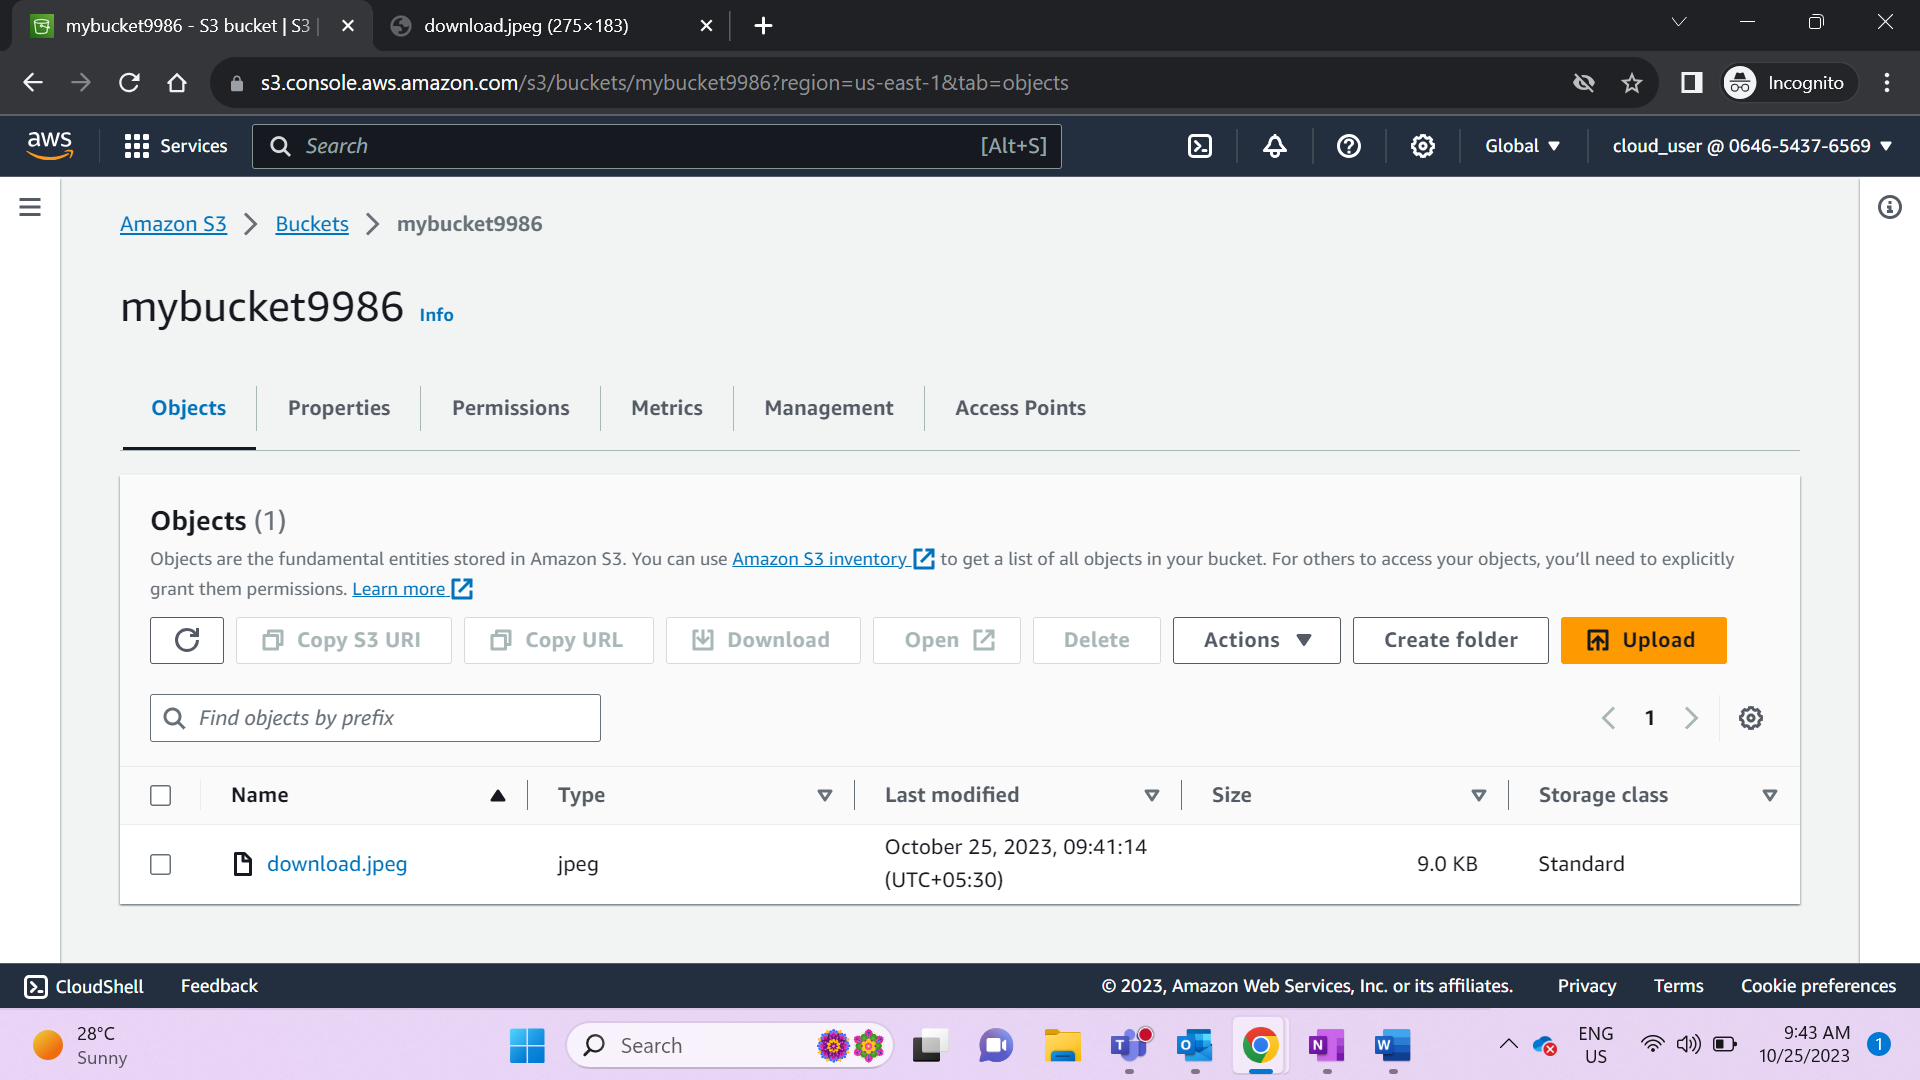 mybucket9986 - S3 bucket | S3 |
download.jpeg (275×183)
s3.console.aws.amazon.com/s3/buckets/mybucket9986?region=us-east-1&tab=objects
Incognito
aws
Services
Search
[Alt+S]
Global
cloud_user @ 0646-5437-6569
Amazon S3
Buckets
mybucket9986
mybucket9986
Info
Objects
Properties
Permissions
Metrics
Management
Access Points
Objects (1)
Objects are the fundamental entities stored in Amazon S3. You can use Amazon S3 inventory to get a list of all objects in your bucket. For others to access your objects, you’ll need to explicitly
grant them permissions. Learn more
Copy S3 URI
Copy URL
Download
Open
Delete
Actions
Create folder
Upload
Find objects by prefix
1
Name
Type
Last modified
Size
Storage class
download.jpeg
jpeg
October 25, 2023, 09:41:14
(UTC+05:30)
9.0 KB
Standard
CloudShell
Feedback
© 2023, Amazon Web Services, Inc. or its affiliates.
Privacy
Terms
Cookie preferences
28°C
Sunny
Search
ENG
US
9:43 AM
10/25/2023
1